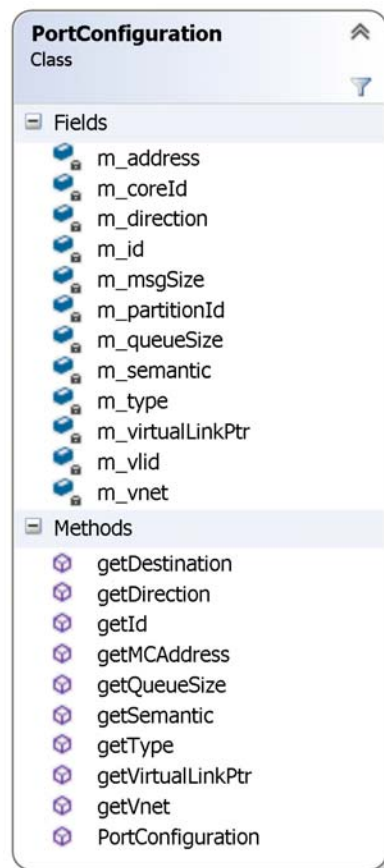 PortConfiguration
Class
Fields
m_address
m_coreId
m_direction
m_id
m_msgSize
m_partitionId
m_queueSize
m_semantic
m_type
m_virtualLinkPtr
m_vlid
m_vnet
Methods
getDestination
getDirection
getId
getMCAddress
getQueueSize
getSemantic
getType
getVirtualLinkPtr
getVnet
PortConfiguration